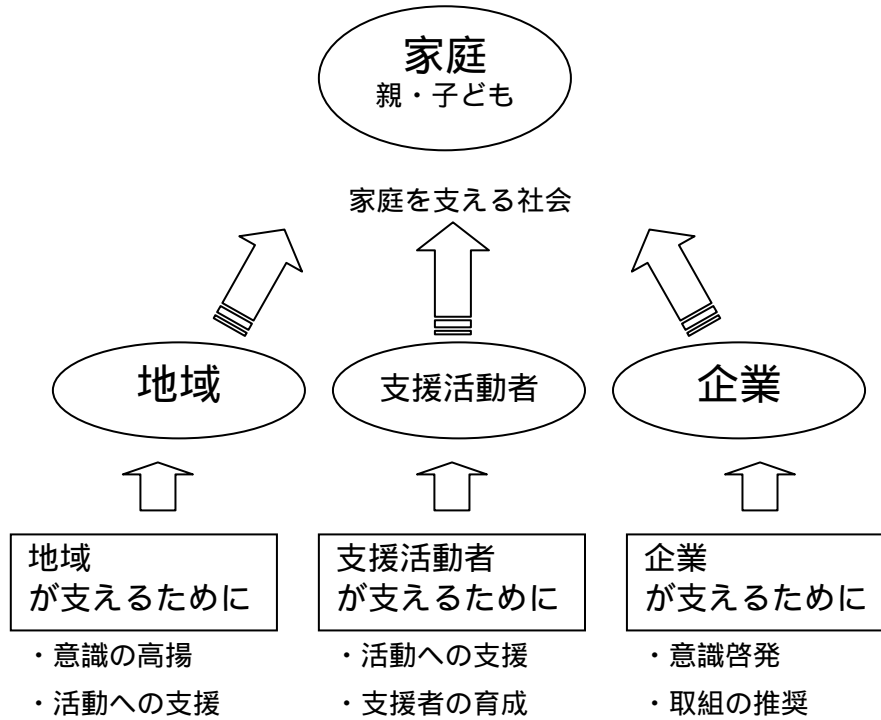 家庭
親・子ども
家庭を支える社会
地域
支援活動者
企業
地域
が支えるために
・意識の高揚
・活動への支援
支援活動者
が支えるために
・活動への支援
・支援者の育成
企業
が支えるために
・意識啓発
・取組の推奨